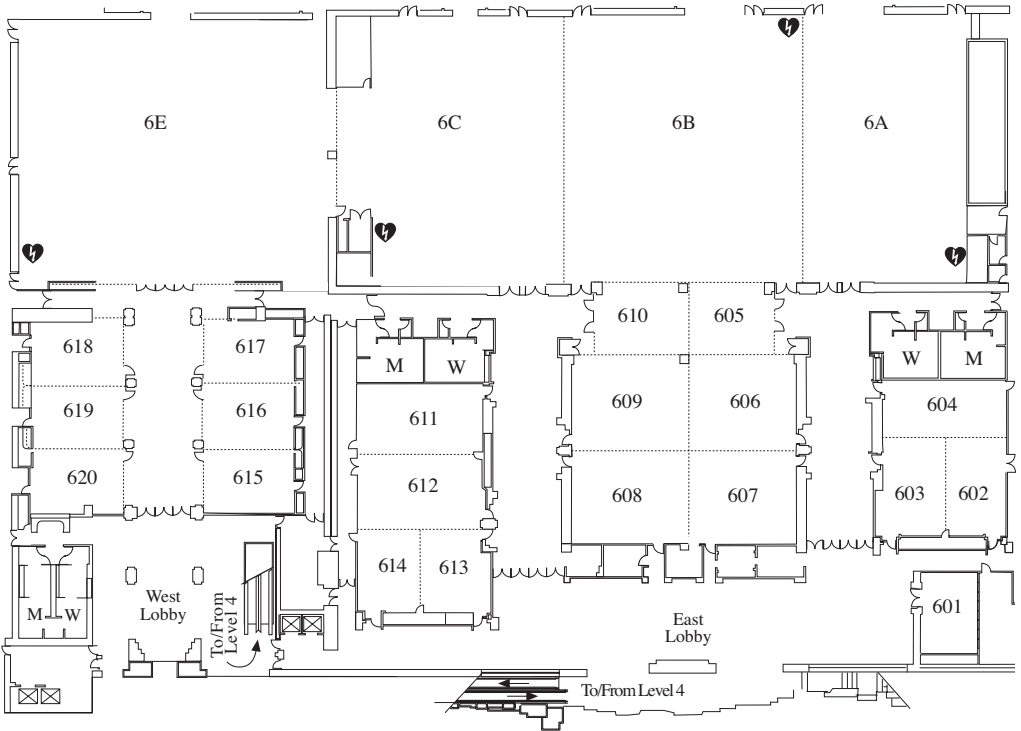 6E
6C
6B
6A
610
605
618
617
M
W
W
M
619
616
611
609
606
604
620
615
612
608
607
603
602
614
613
M
W
West
Lobby
To/From
Level 4
East
Lobby
601
To/From Level 4